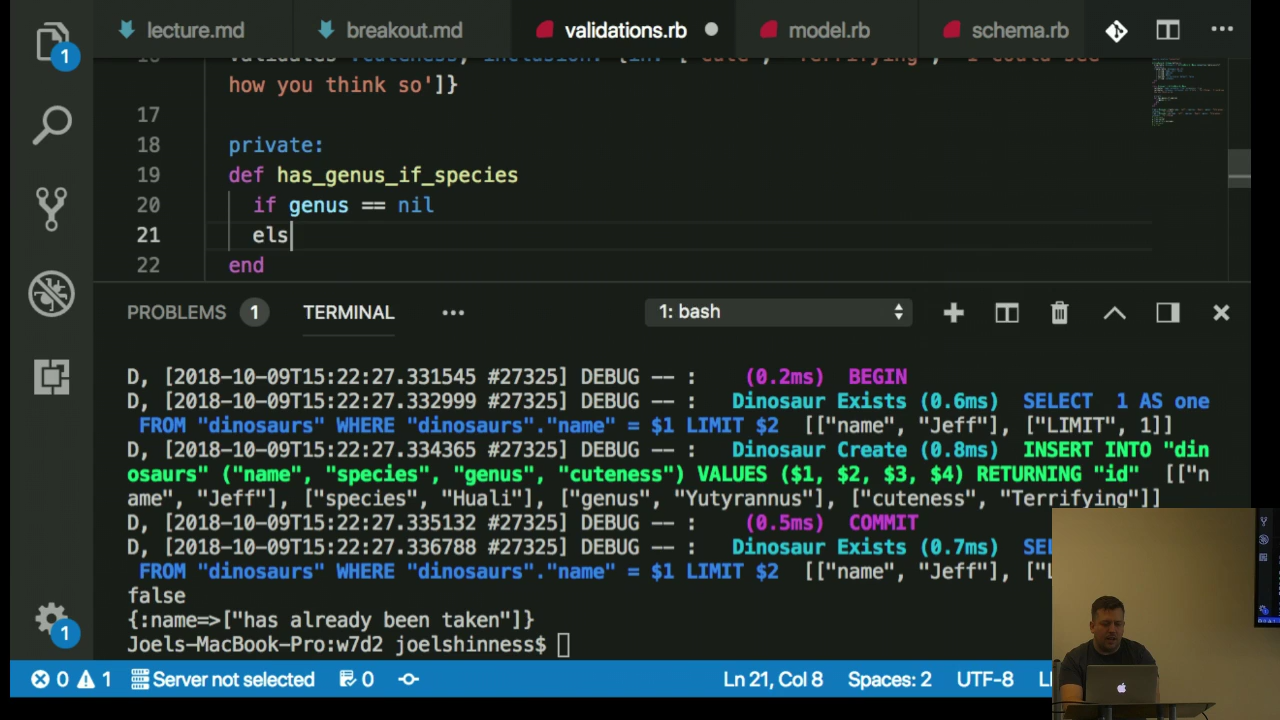 1
lecture.md
breakout.md
validations.rb
model.rb
schema.rb
how you think so']}
17
18 private:
19 def has_genus_if_species
20 if genus == nil
21 els
22 end
PROBLEMS 1 TERMINAL ... 1: bash
D, [2018-10-09T15:22:27.331545 #27325] DEBUG -- : (0.2ms) BEGIN
D, [2018-10-09T15:22:27.332999 #27325] DEBUG -- : Dinosaur Exists (0.6ms) SELECT 1 AS one
FROM "dinosaurs" WHERE "dinosaurs"."name" = $1 LIMIT $2 [["name", "Jeff"], ["LIMIT", 1]]
D, [2018-10-09T15:22:27.334365 #27325] DEBUG -- : Dinosaur Create (0.8ms) INSERT INTO "din
osaurs" ("name", "species", "genus", "cuteness") VALUES ($1, $2, $3, $4) RETURNING "id" [["n
ame", "Jeff"], ["species", "Huali"], ["genus", "Yutyrannus"], ["cuteness", "Terrifying"]]
D, [2018-10-09T15:22:27.335132 #27325] DEBUG -- : (0.5ms) COMMIT
D, [2018-10-09T15:22:27.336788 #27325] DEBUG -- : Dinosaur Exists (0.7ms)
FROM "dinosaurs" WHERE "dinosaurs"."name" = $1 LIMIT $2 [["name", "Jeff"],
false
{:name=>["has already been taken"]}
Joels-MacBook-Pro:w7d2 joelshinness$
1
0 1 Server not selected 0 Ln 21, Col 8 Spaces: 2 UTF-8